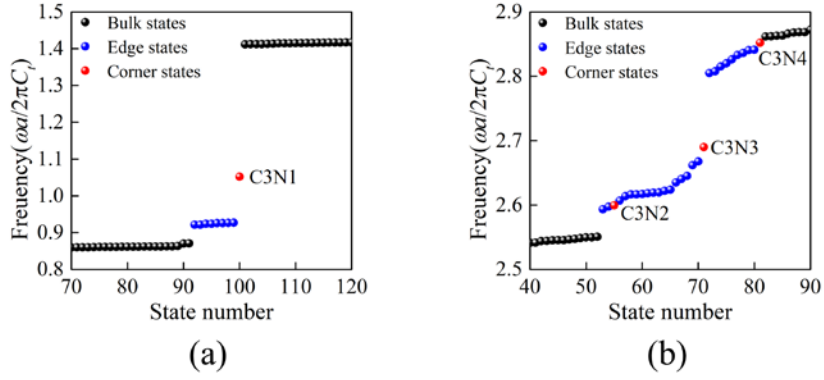 1.5
1.4
1.3
1.2
1.1
1.0
0.9
0.8
Freuency(ωa/2πCt)
Bulk states
Edge states
Corner states
C3N1
70 80 90 100 110 120
State number
(a)
2.9
2.8
2.7
2.6
2.5
Freuency(ωa/2πCt)
Bulk states
Edge states
Corner states
C3N4
C3N3
C3N2
40 50 60 70 80 90
State number
(b)